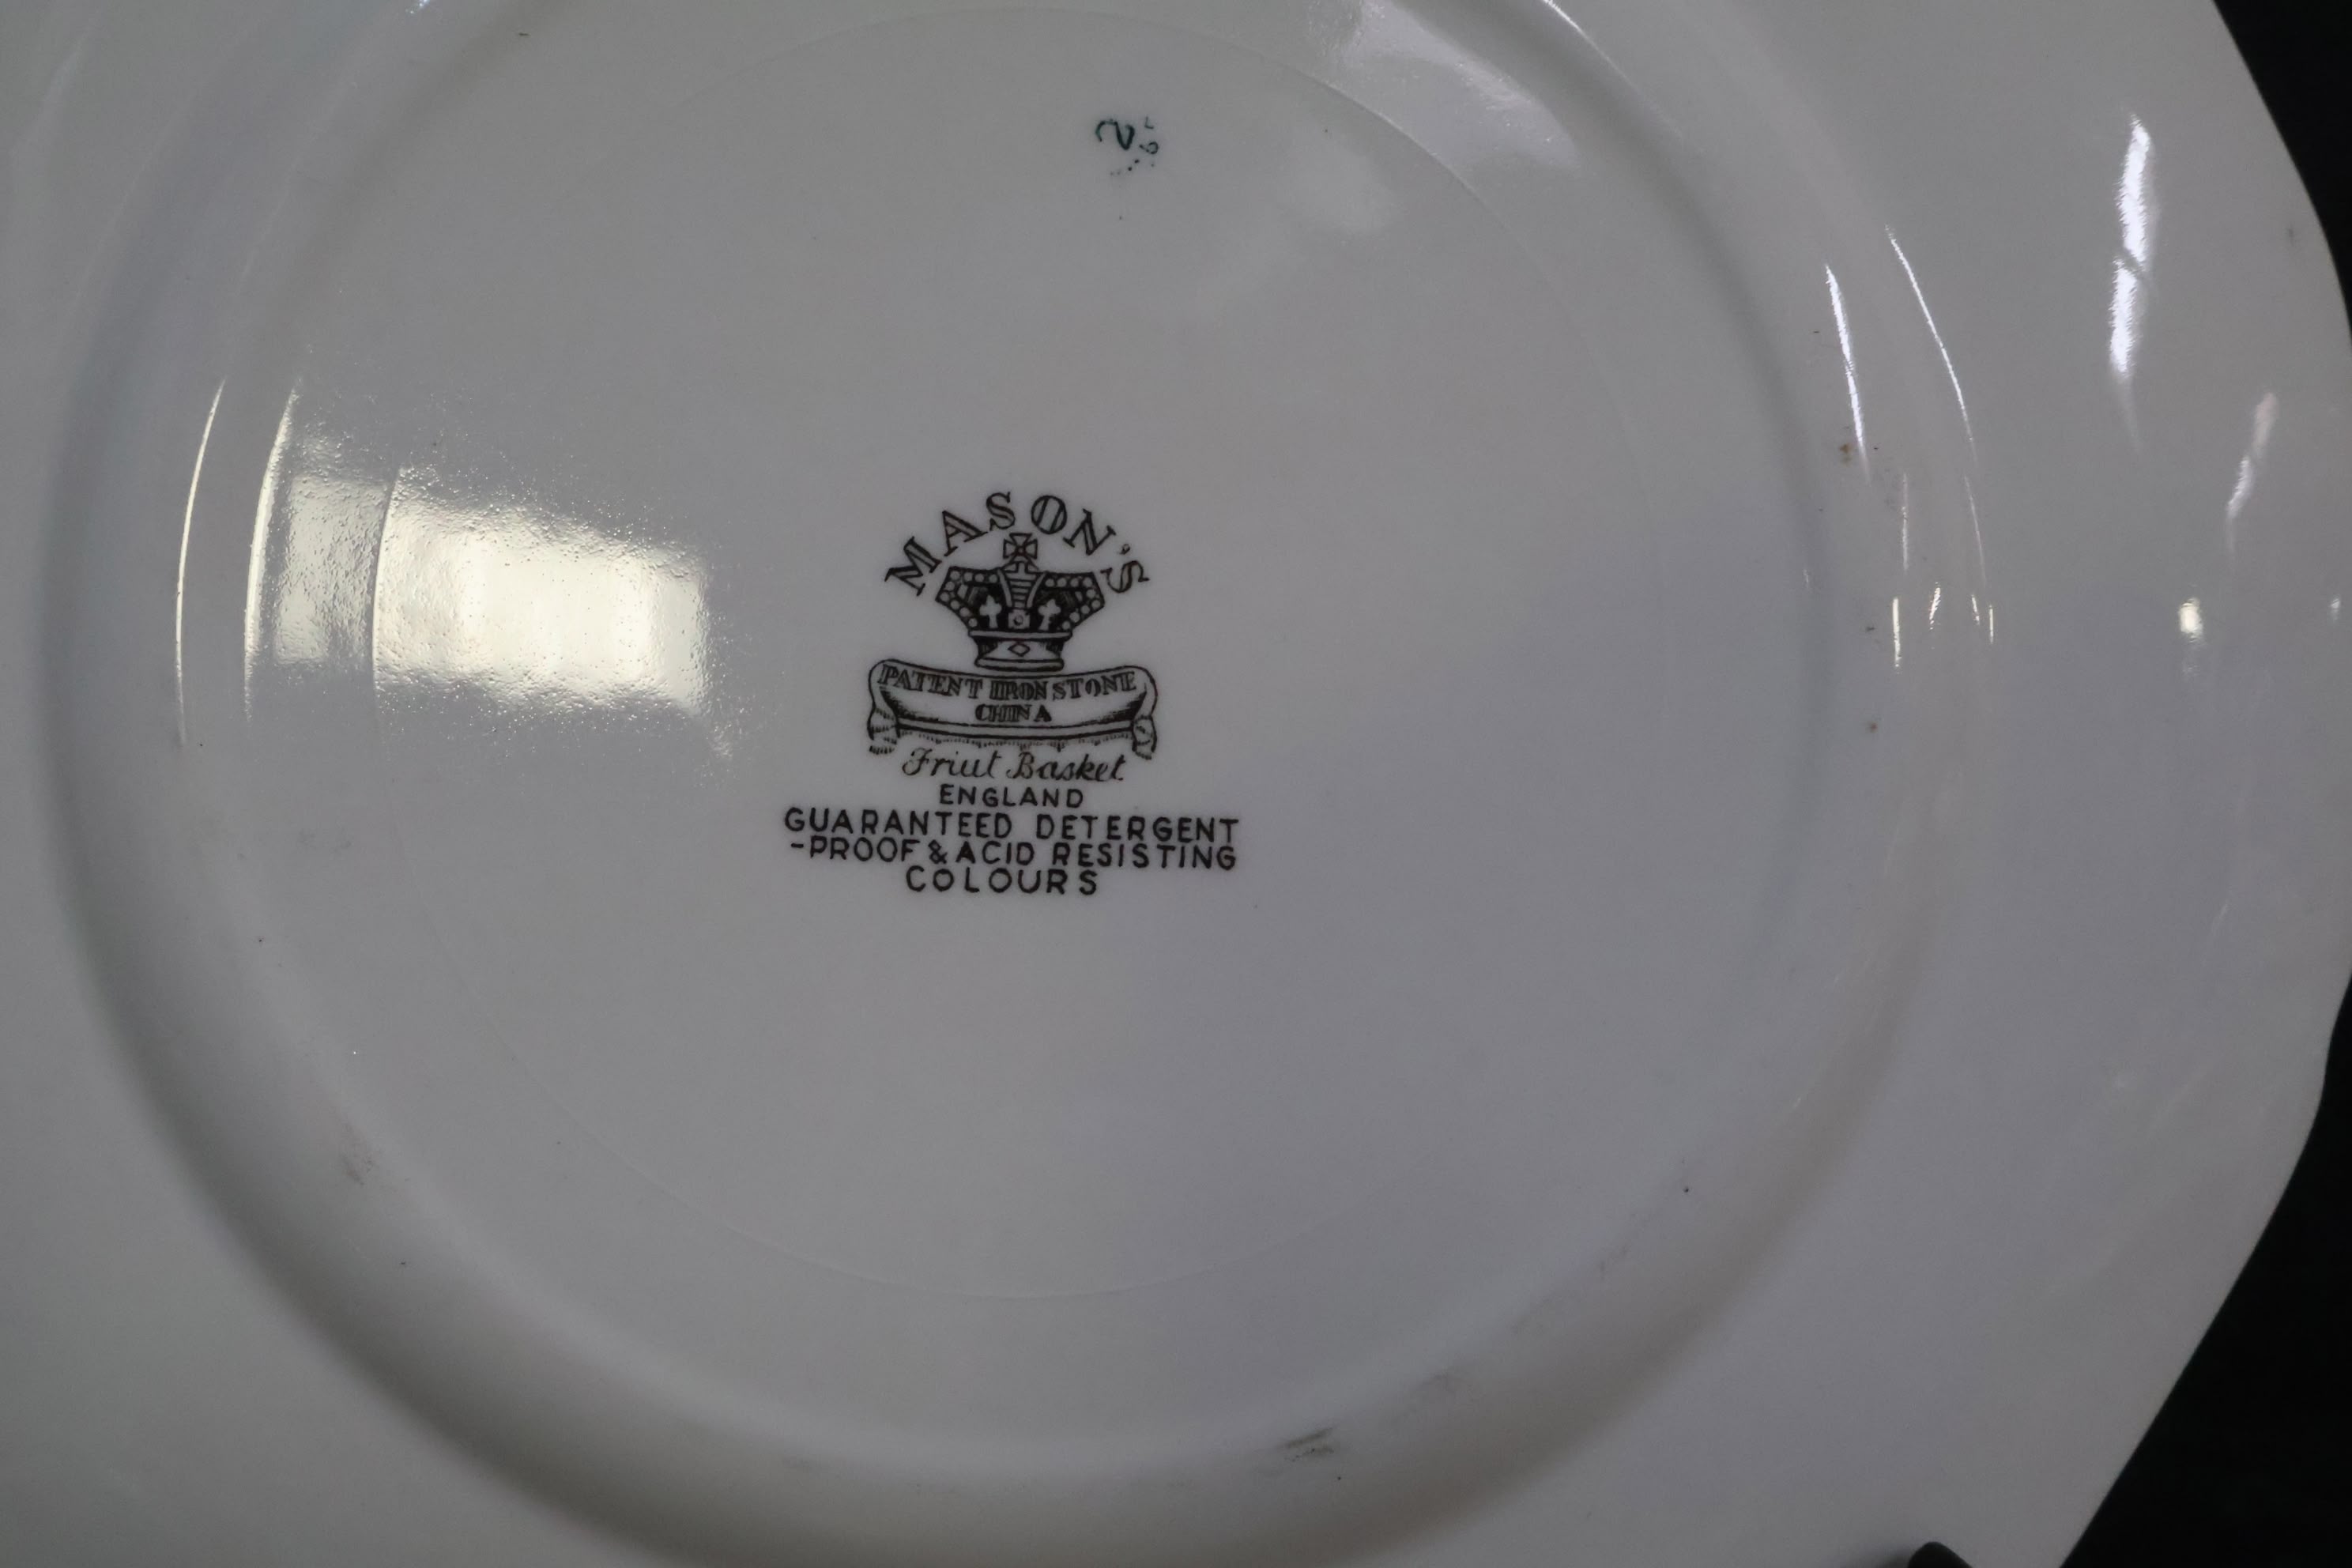 MASON'S
PATENT IRONSTONE
CHINA
Friut Basket
ENGLAND
GUARANTEED DETERGENT
-PROOF & ACID RESISTING
COLOURS